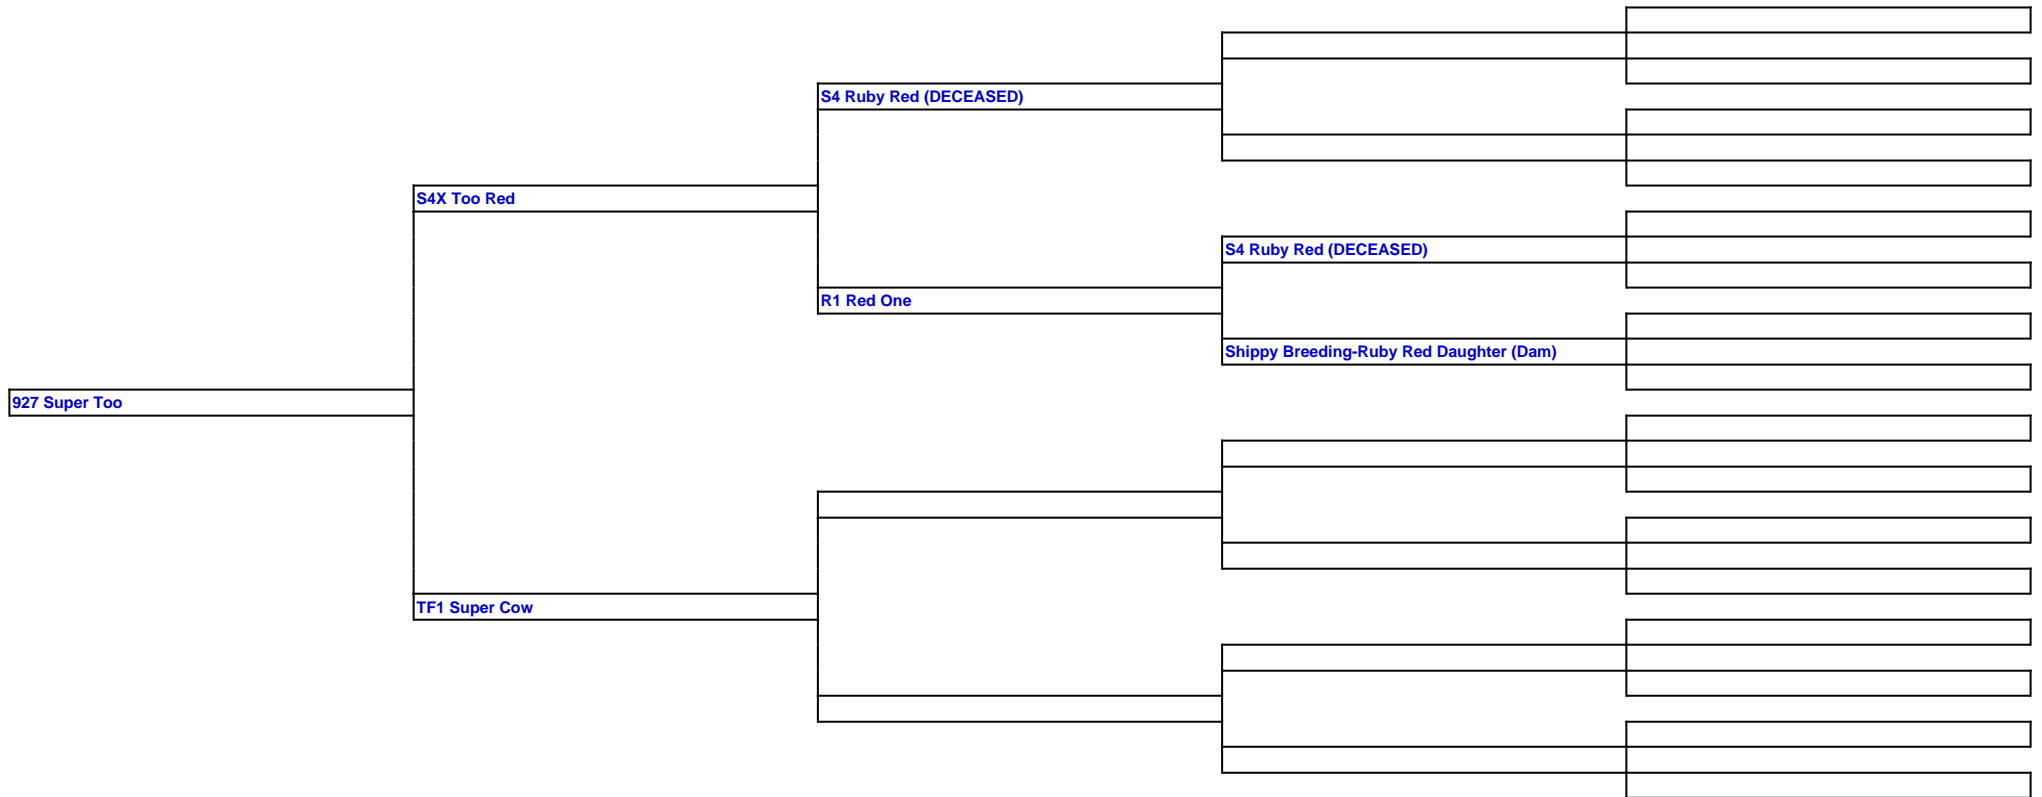 S4 Ruby Red (DECEASED)
S4X Too Red
S4 Ruby Red (DECEASED)
R1 Red One
Shippy Breeding-Ruby Red Daughter (Dam)
927 Super Too
TF1 Super Cow